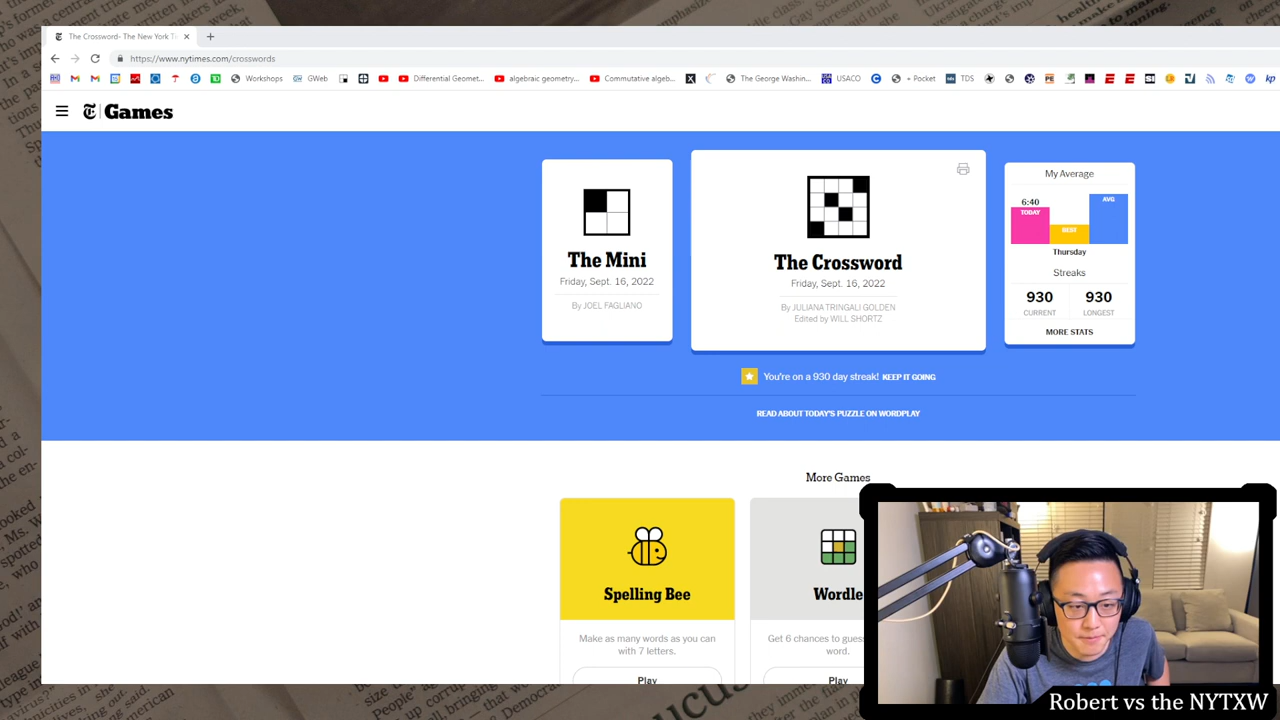 The Crossword- The New York Ti
https://www.nytimes.com/crosswords
Workshops
GWeb
Differential Geomet...
algebraic geometry...
Commutative algeb...
The George Washin...
USACO
+ Pocket
TDS
Games
The Mini
Friday, Sept. 16, 2022
By JOEL FAGLIANO
The Crossword
Friday, Sept. 16, 2022
By JULIANA TRINGALI GOLDEN
Edited by WILL SHORTZ
My Average
6:40
TODAY
BEST
AVG
Thursday
Streaks
930
930
CURRENT
LONGEST
MORE STATS
You're on a 930 day streak! KEEP IT GOING
READ ABOUT TODAY'S PUZZLE ON WORDPLAY
More Games
Spelling Bee
Make as many words as you can
with 7 letters.
Play
Wordle
Get 6 chances to gues
word.
Play
Robert vs the NYTXW